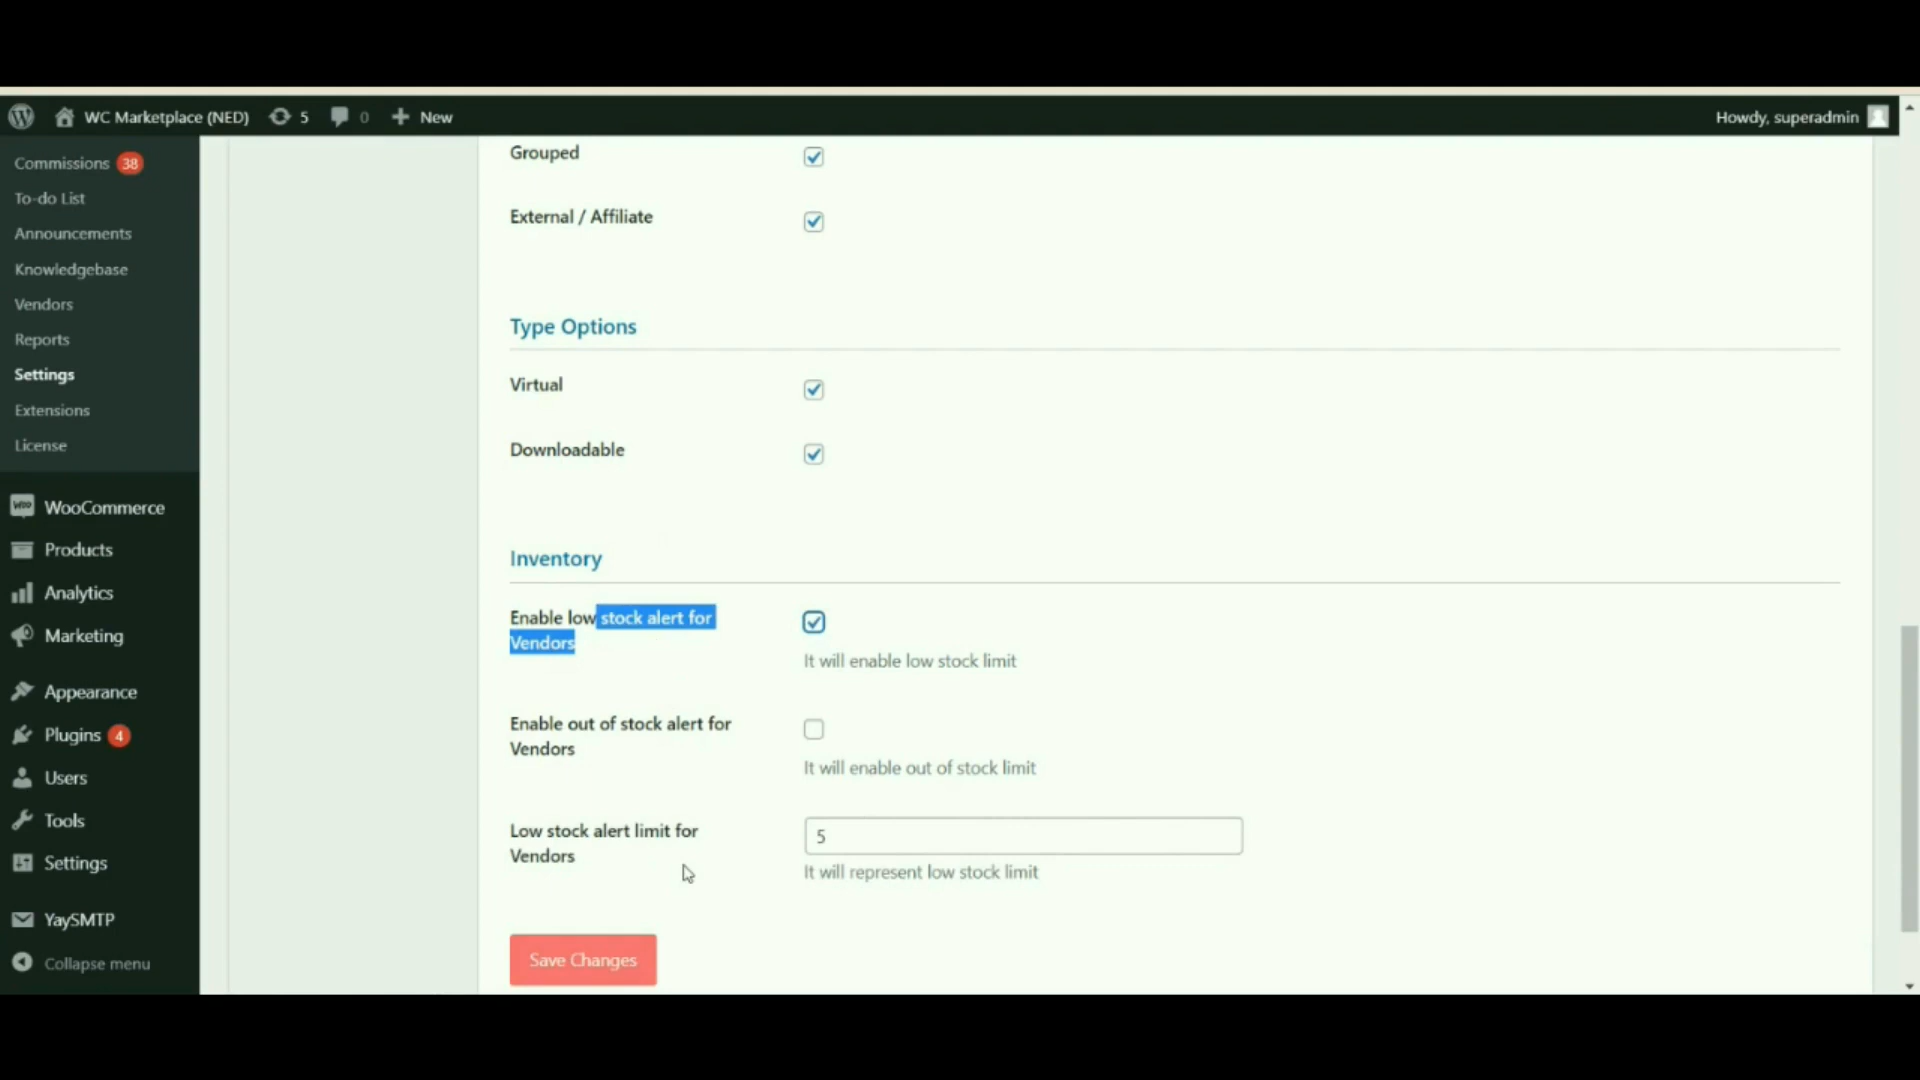 WC Marketplace (NED) 5 0 New Howdy, superadmin
Commissions 38
To-do List
Announcements
Knowledgebase
Vendors
Reports
Settings
Extensions
License
WooCommerce
Products
Analytics
Marketing
Appearance
Plugins 4
Users
Tools
Settings
YaySMTP
Collapse menu
Grouped
External / Affiliate
Type Options
Virtual
Downloadable
Inventory
Enable low stock alert for
Vendors
It will enable low stock limit
Enable out of stock alert for
Vendors
It will enable out of stock limit
Low stock alert limit for
Vendors
5
It will represent low stock limit
Save Changes